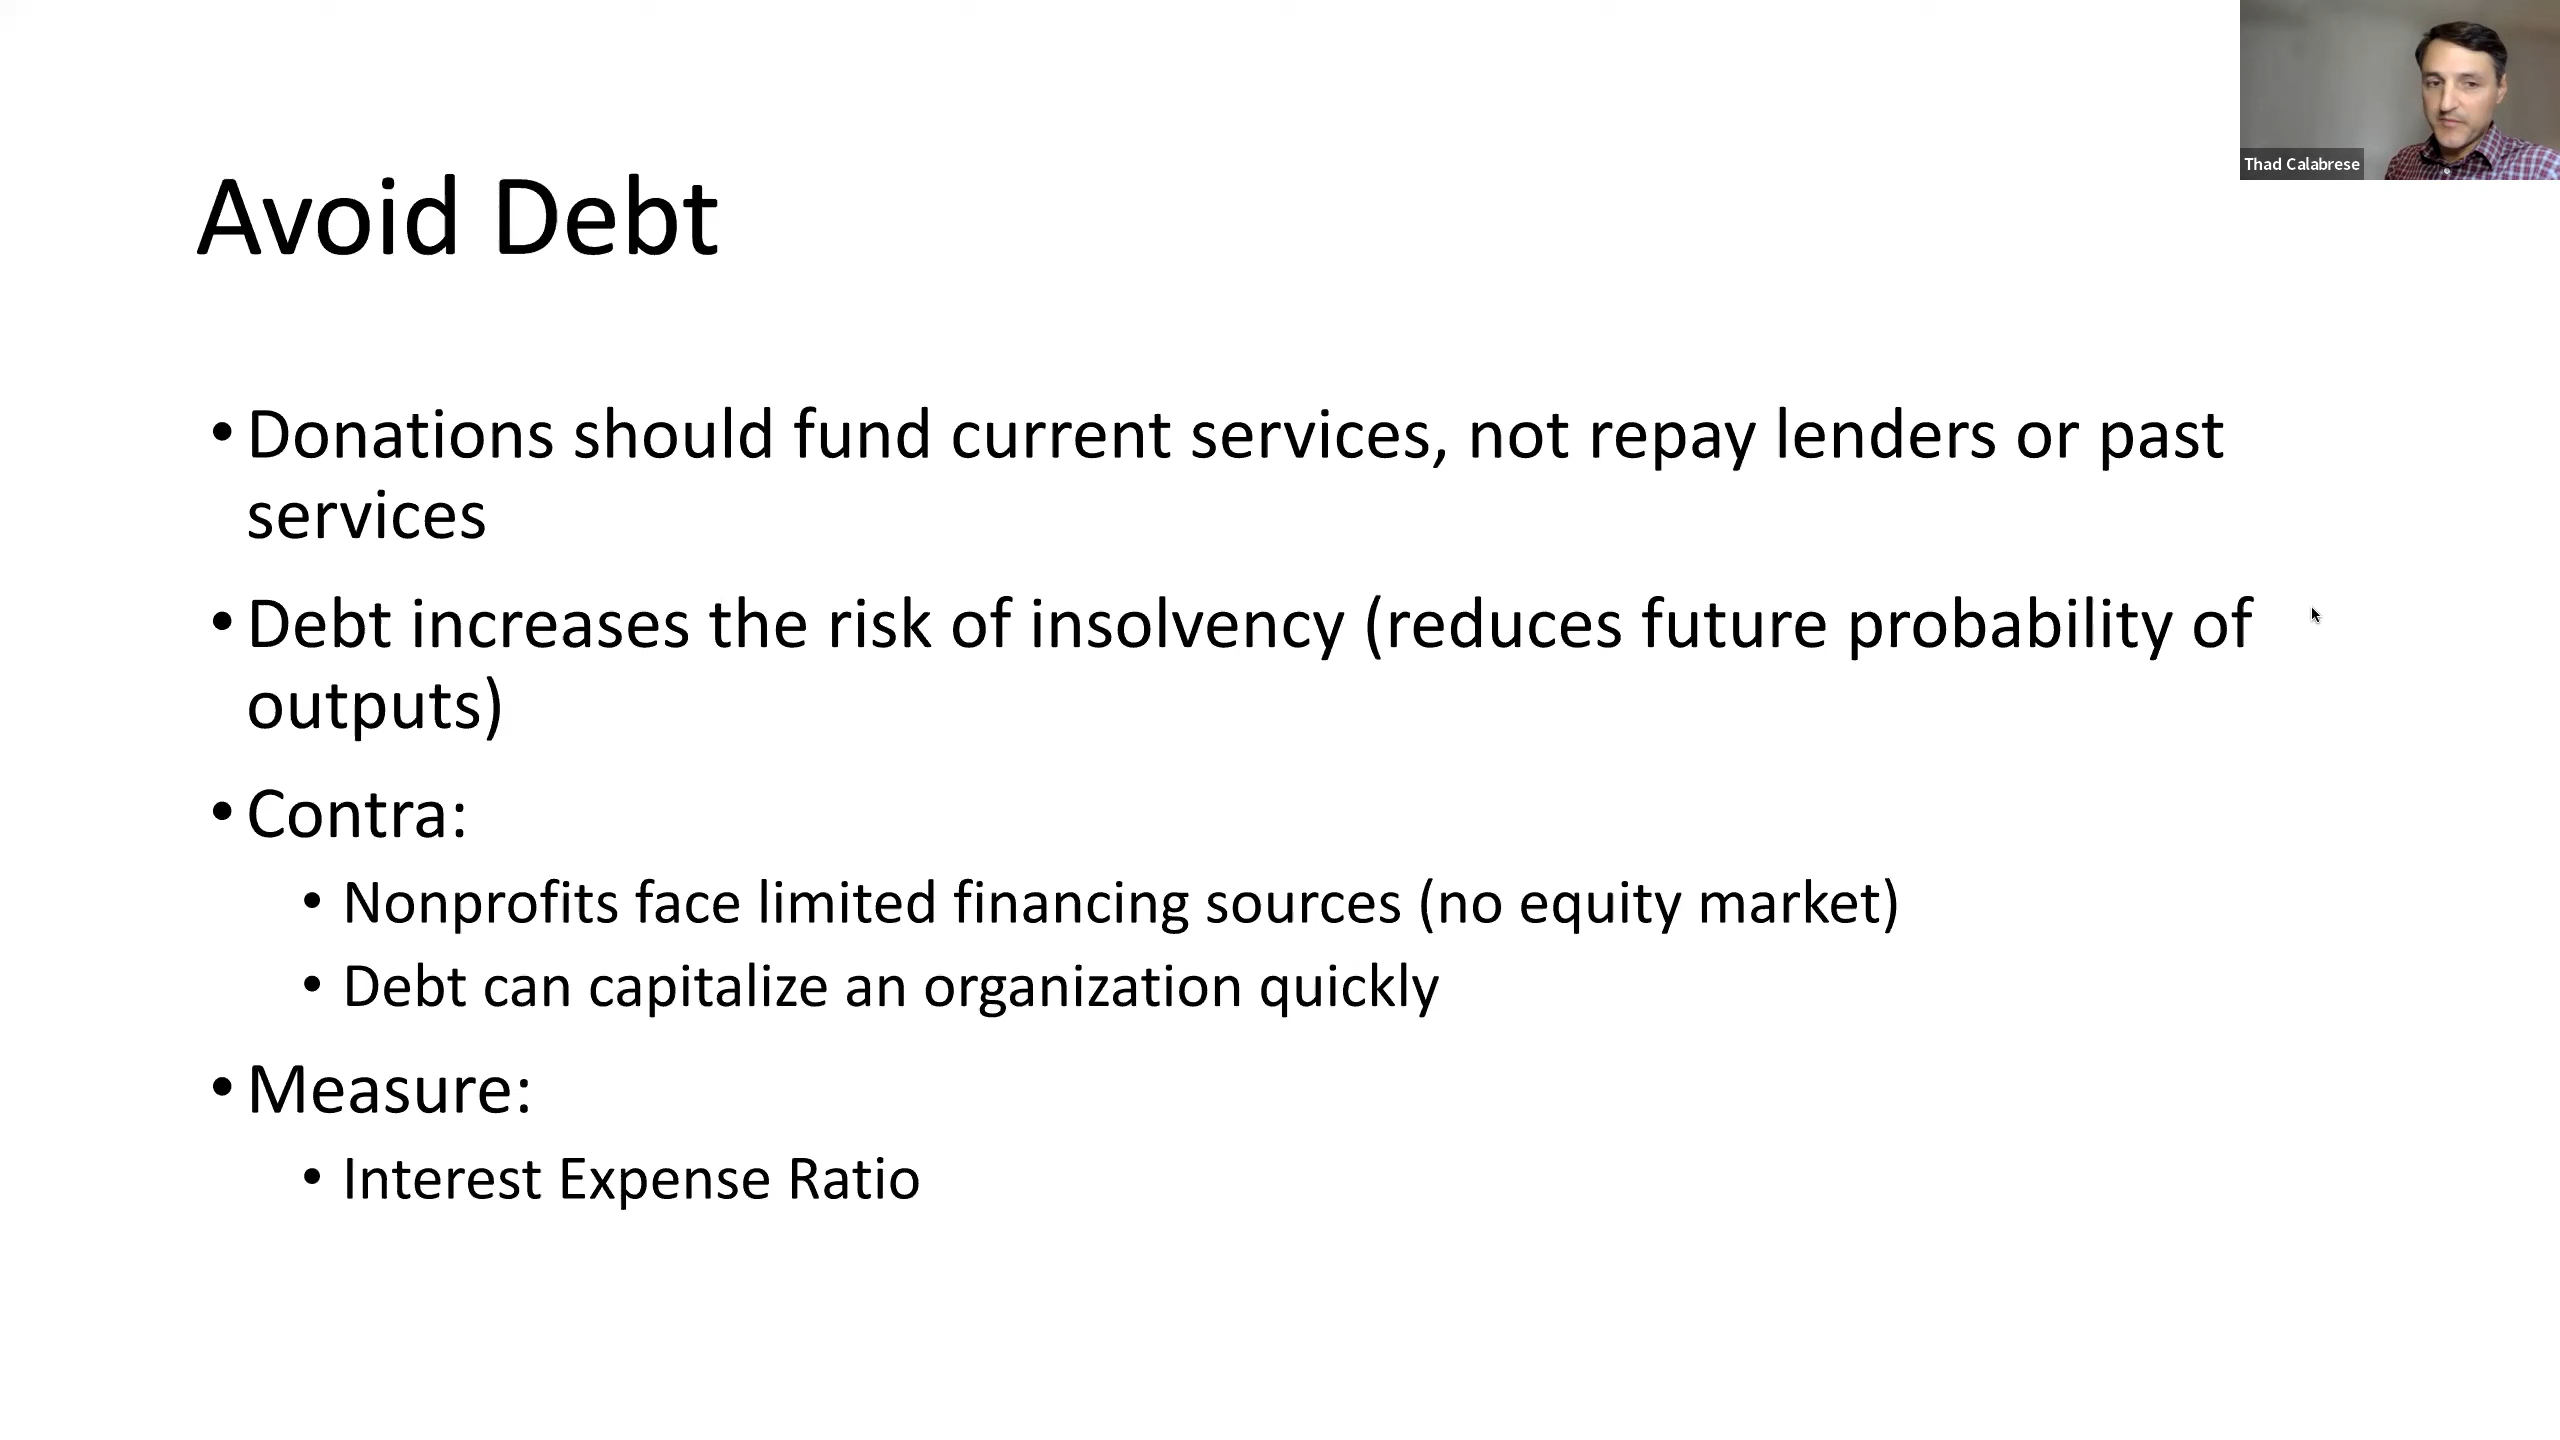 Thad Calabrese
Avoid Debt
• Donations should fund current services, not repay lenders or past
services
• Debt increases the risk of insolvency (reduces future probability of
outputs)
• Contra:
• Nonprofits face limited financing sources (no equity market)
• Debt can capitalize an organization quickly
• Measure:
• Interest Expense Ratio